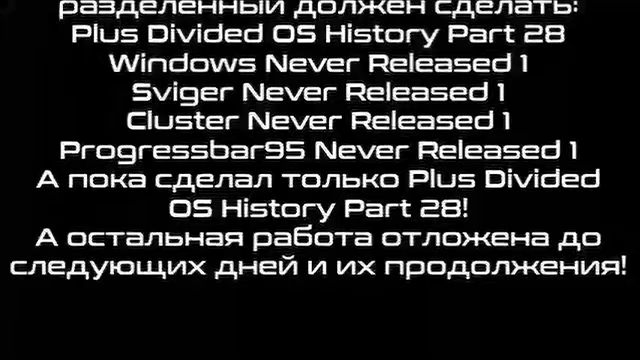 разделённый должен сделать:
Plus Divided OS History Part 28
Windows Never Released 1
Sviger Never Released 1
Cluster Never Released 1
Progressbar95 Never Released 1
А пока сделал только Plus Divided
OS History Part 28!
А остальная работа отложена до
следующих дней и их продолжения!